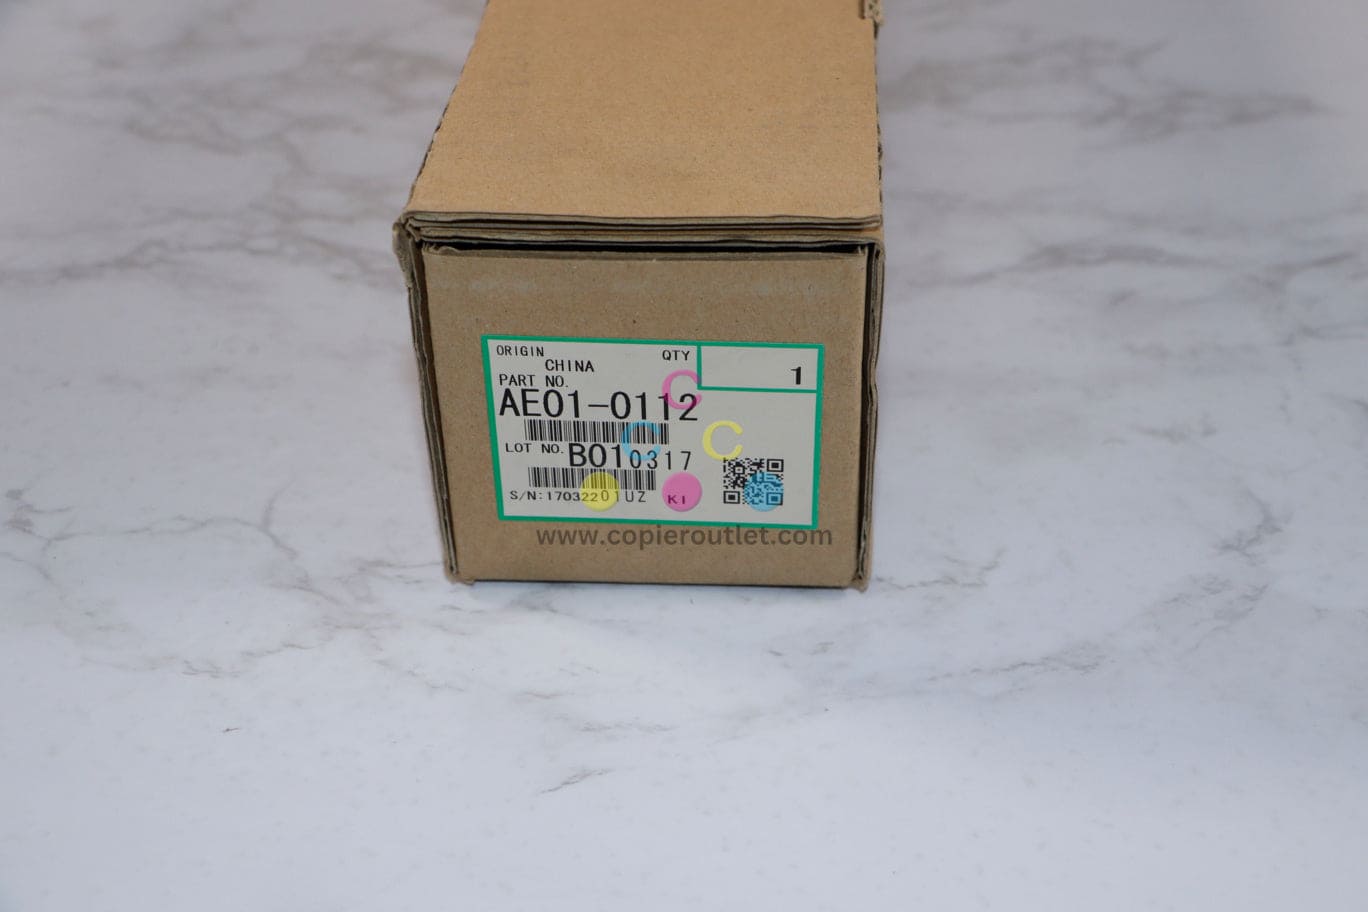 ORIGIN
CHINA
QTY
1
PART NO.
AE01-0112
C
C C
LOT NO. B010317
S/N:17032201UZ KI
www.copieroutlet.com